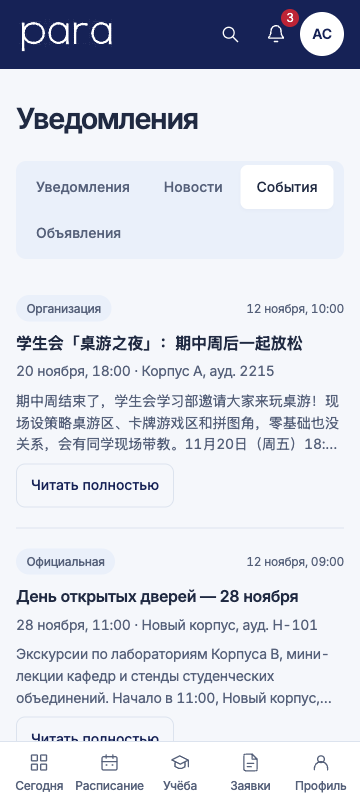 para
3
АС
Уведомления
Уведомления
Новости
События
Объявления
Организация
12 ноября, 10:00
学生会「桌游之夜」：期中周后一起放松
20 ноября, 18:00 · Корпус А, ауд. 2215
期中周结束了，学生会学习部邀请大家来玩桌游！现
场设策略桌游区、卡牌游戏区和拼图角，零基础也没
关系，会有同学现场带教。11月20日（周五）18:...
Читать полностью
Официальная
12 ноября, 09:00
День открытых дверей — 28 ноября
28 ноября, 11:00 · Новый корпус, ауд. Н-101
Экскурсии по лабораториям Корпуса В, мини-
лекции кафедр и стенды студенческих
объединений. Начало в 11:00, Новый корпус,...
Читать полностью
Сегодня
Расписание
Учёба
Заявки
Профиль